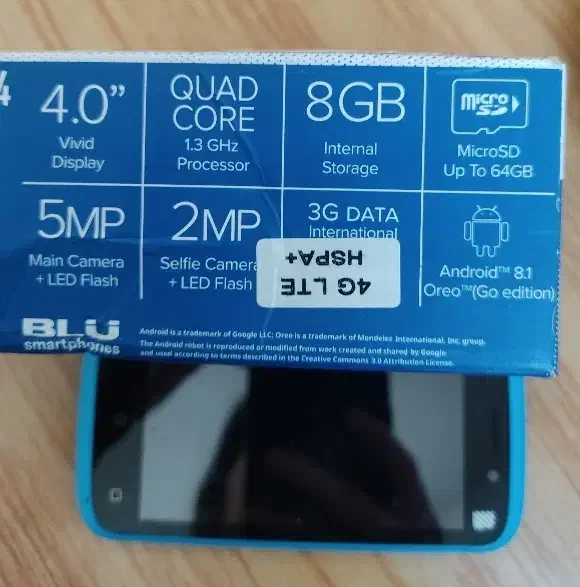 4
4.0”
Vivid
Display
QUAD
CORE
1.3 GHz
Processor
8GB
Internal
Storage
micro
SD
MicroSD
Up To 64GB
5MP
Main Camera
+ LED Flash
2MP
Selfie Camera
+ LED Flash
3G DATA
International
4G LTE
HSPA+
Android™ 8.1
Oreo™(Go edition)
BLU
smartphones
Android is a trademark of Google LLC; Oreo is a trademark of Mondelez International, Inc. group.
The Android robot is reproduced or modified from work created and shared by Google
and used according to terms described in the Creative Commons 3.0 Attribution License.